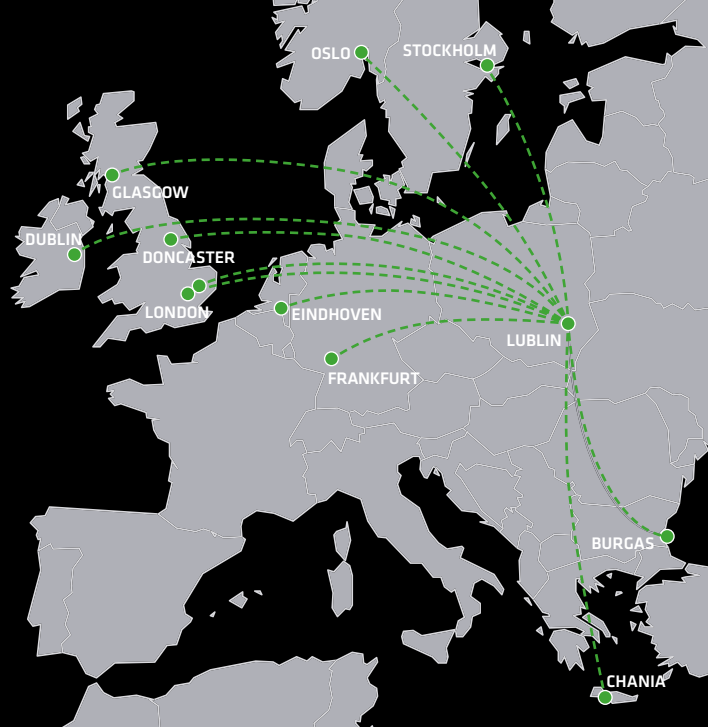 STOCKHOLM
OSLO
GLASGOW
DUBLIN
DONCASTER
LONDON
EINDHOVEN
LUBLIN
FRANKFURT
BURGAS
CHANIA